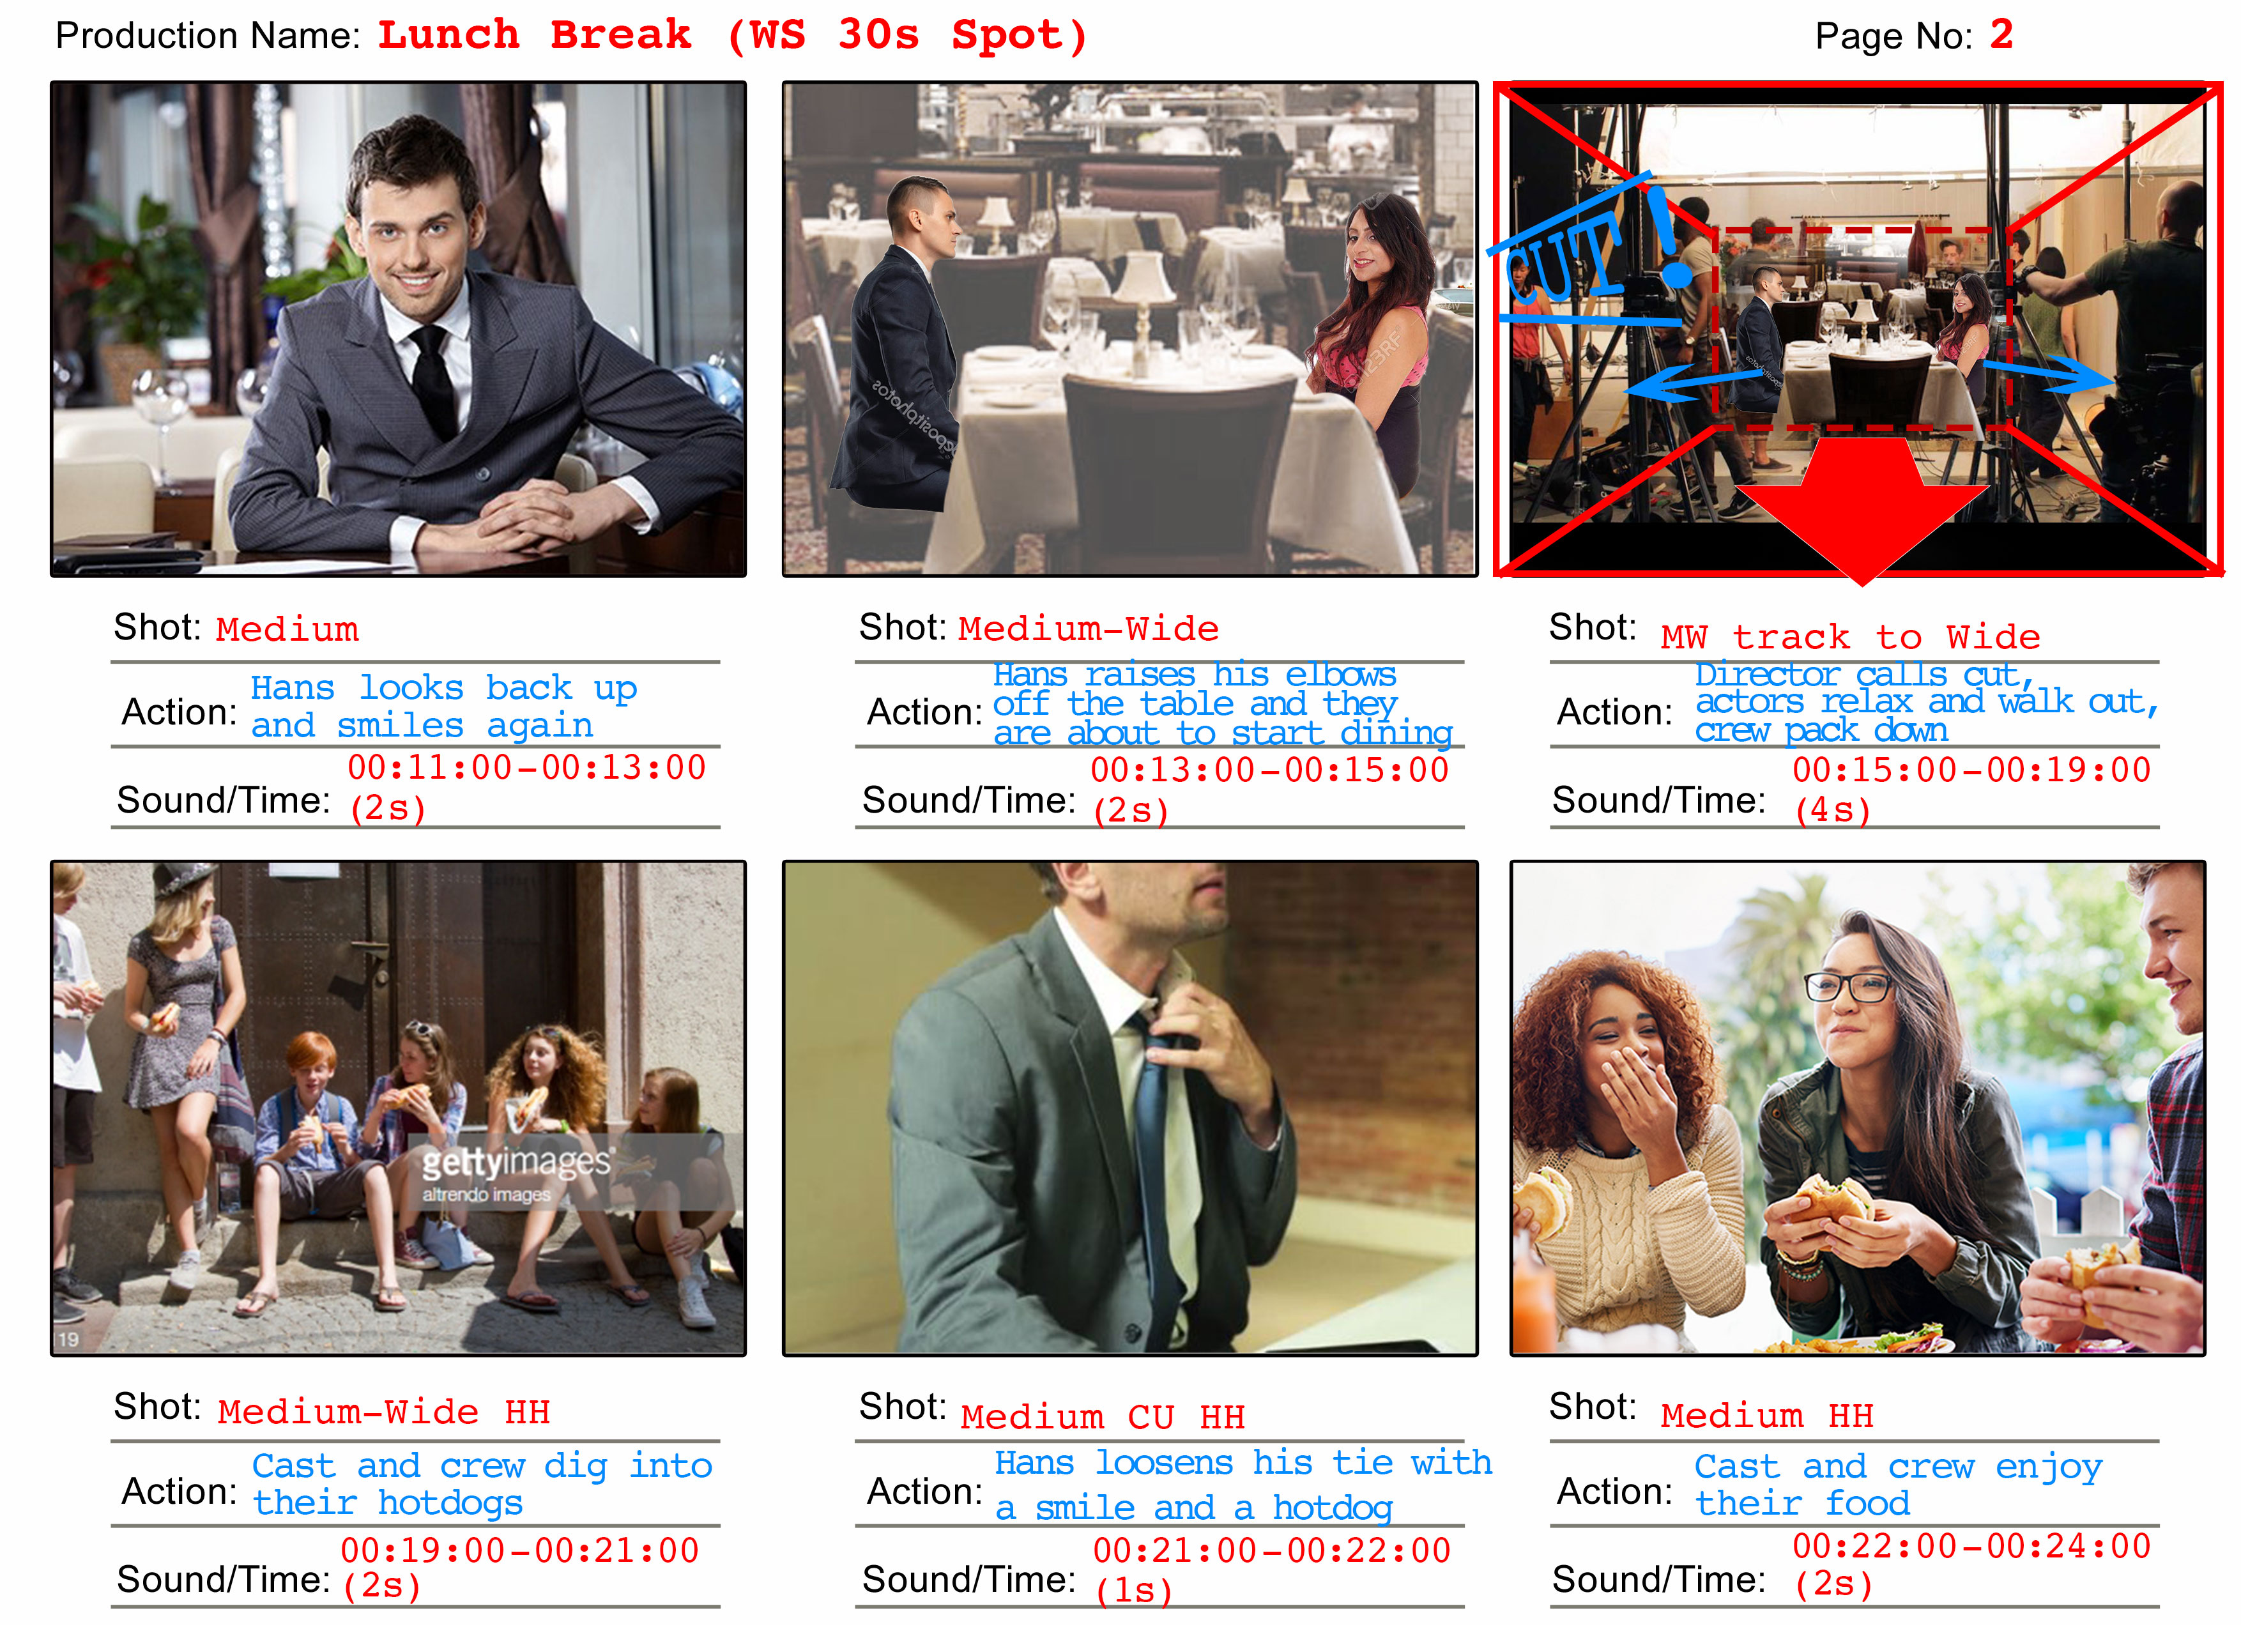 Production Name: Lunch Break (WS 30s Spot)
Page No: 2
depositphotos
123RF
CUT!
depositphotos
Shot: Medium
Action: Hans looks back up
and smiles again
Sound/Time: 00:11:00-00:13:00
(2s)
Shot: Medium-Wide
Action: Hans raises his elbows
off the table and they
are about to start dining
Sound/Time: 00:13:00-00:15:00
(2s)
Shot: MW track to Wide
Action: Director calls cut,
actors relax and walk out,
crew pack down
Sound/Time: 00:15:00-00:19:00
(4s)
gettyimages®
altrendo images
19
Shot: Medium-Wide HH
Action: Cast and crew dig into
their hotdogs
Sound/Time: 00:19:00-00:21:00
(2s)
Shot: Medium CU HH
Action: Hans loosens his tie with
a smile and a hotdog
Sound/Time: 00:21:00-00:22:00
(1s)
Shot: Medium HH
Action: Cast and crew enjoy
their food
Sound/Time: 00:22:00-00:24:00
(2s)